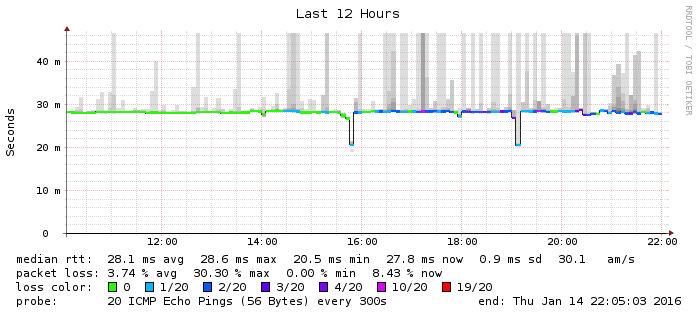 Last 12 Hours
RRDTOOL / TOBI OETIKER
Seconds
40 m
30 m
20 m
10 m
0
12:00 14:00 16:00 18:00 20:00 22:00
median rtt: 28.1 ms avg 28.6 ms max 20.5 ms min 27.8 ms now 0.9 ms sd 30.1 am/s
packet loss: 3.74 % avg 30.30 % max 0.00 % min 8.43 % now
loss color: 0 1/20 2/20 3/20 4/20 10/20 19/20
probe: 20 ICMP Echo Pings (56 Bytes) every 300s end: Thu Jan 14 22:05:03 2016